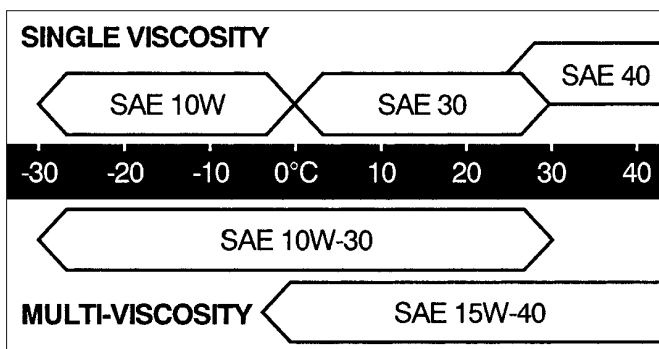 SINGLE VISCOSITY
SAE 40
SAE 10W SAE 30
-30 -20 -10 0°C 10 20 30 40
SAE 10W-30
MULTI-VISCOSITY SAE 15W-40